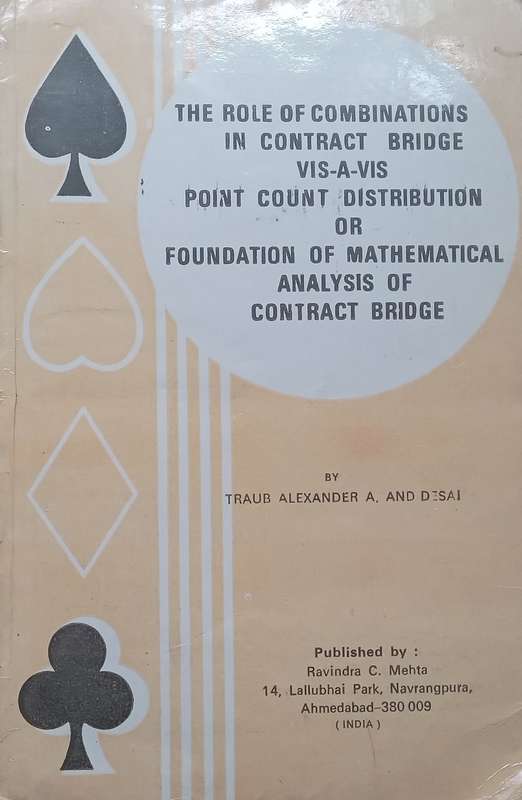 THE ROLE OF COMBINATIONS
IN CONTRACT BRIDGE
VIS-A-VIS
POINT COUNT DISTRIBUTION
OR
FOUNDATION OF MATHEMATICAL
ANALYSIS OF
CONTRACT BRIDGE
BY
TRAUB ALEXANDER A, AND DESAI
Published by :
Ravindra C. Mehta
14, Lallubhai Park, Navrangpura,
Ahmedabad-380 009
( INDIA )